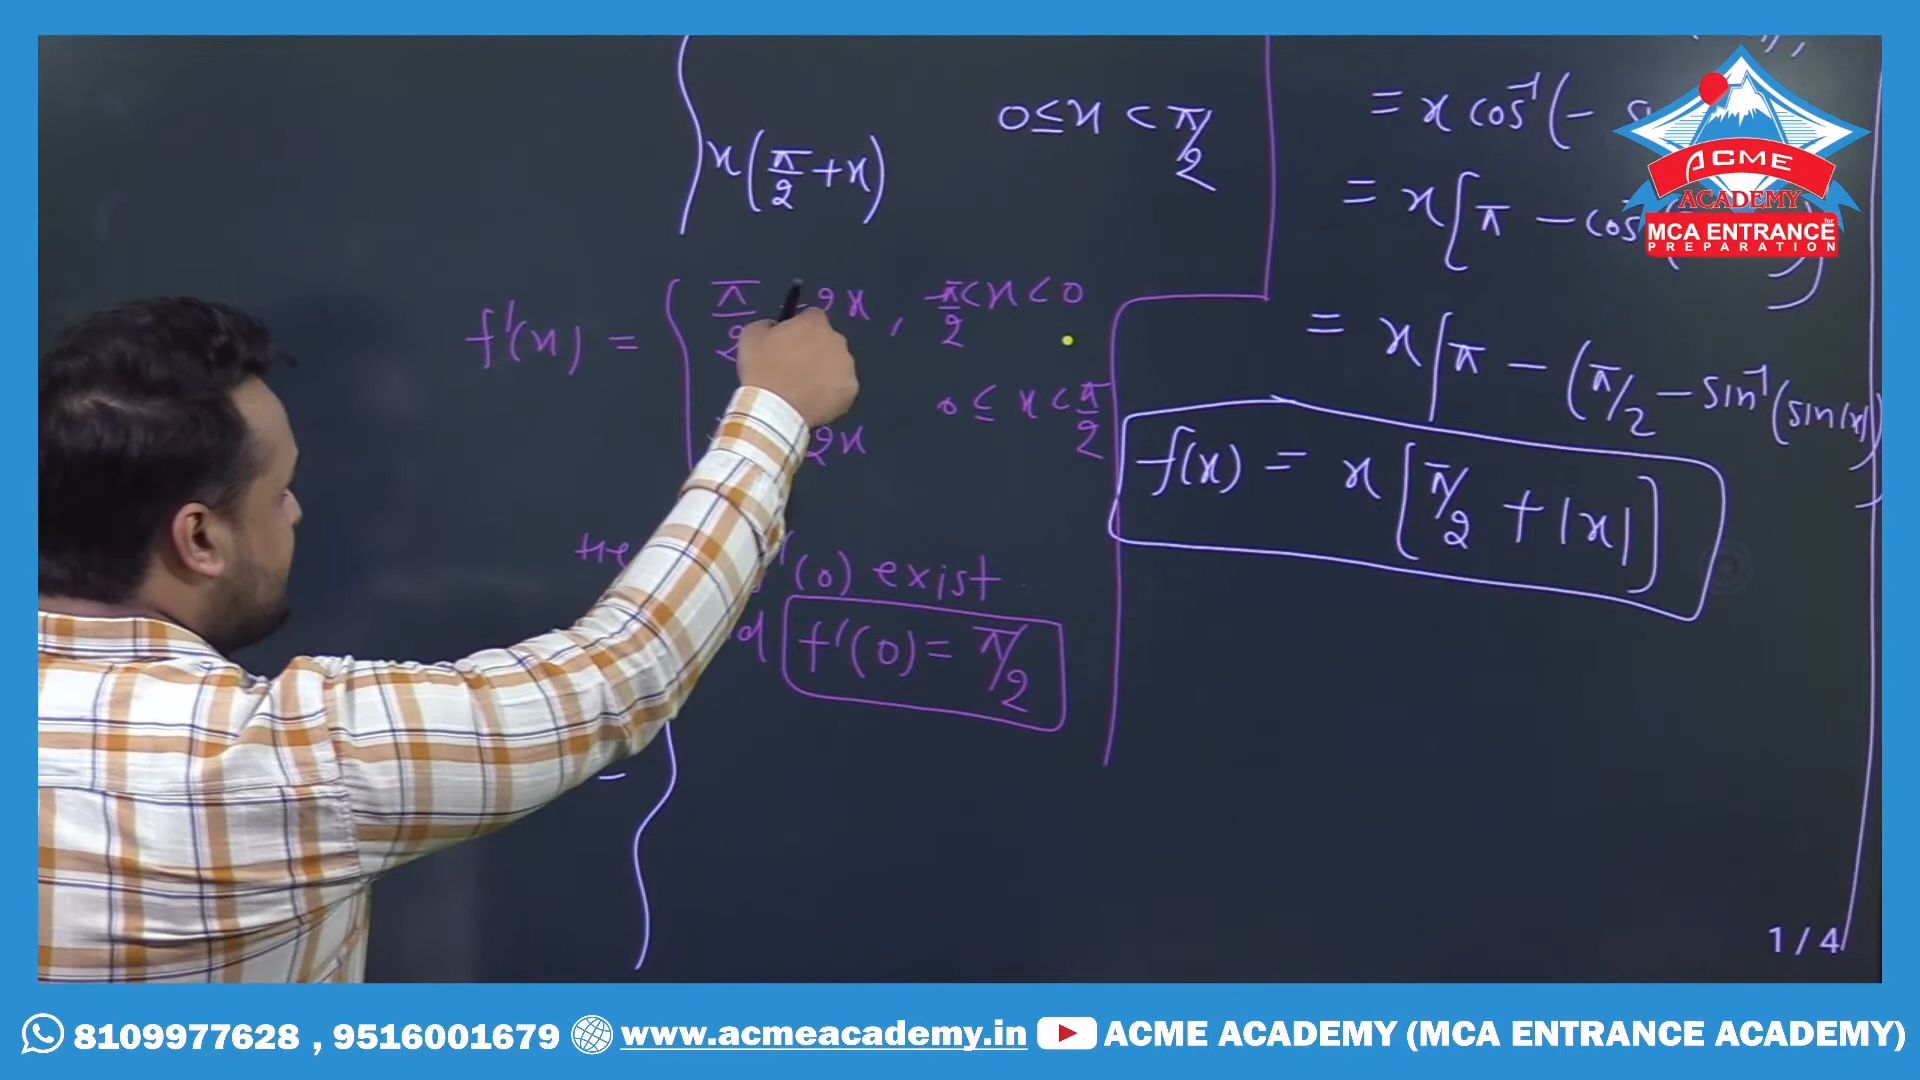 x(π/2+x)
0≤x<π/2
f'(x) = { π/2 - 2x, -π/2<x<0
2x 0≤x<π/2
f'(0) exist
f'(0) = π/2
= x cos⁻¹(-
= x[π - cos
= x[π - (π/2 - sin⁻¹(sin|x|)
f(x) = x[π/2 + |x|]
1 / 4
ACME
ACADEMY
MCA ENTRANCE
for
PREPARATION
8109977628 , 9516001679 www.acmeacademy.in ACME ACADEMY (MCA ENTRANCE ACADEMY)